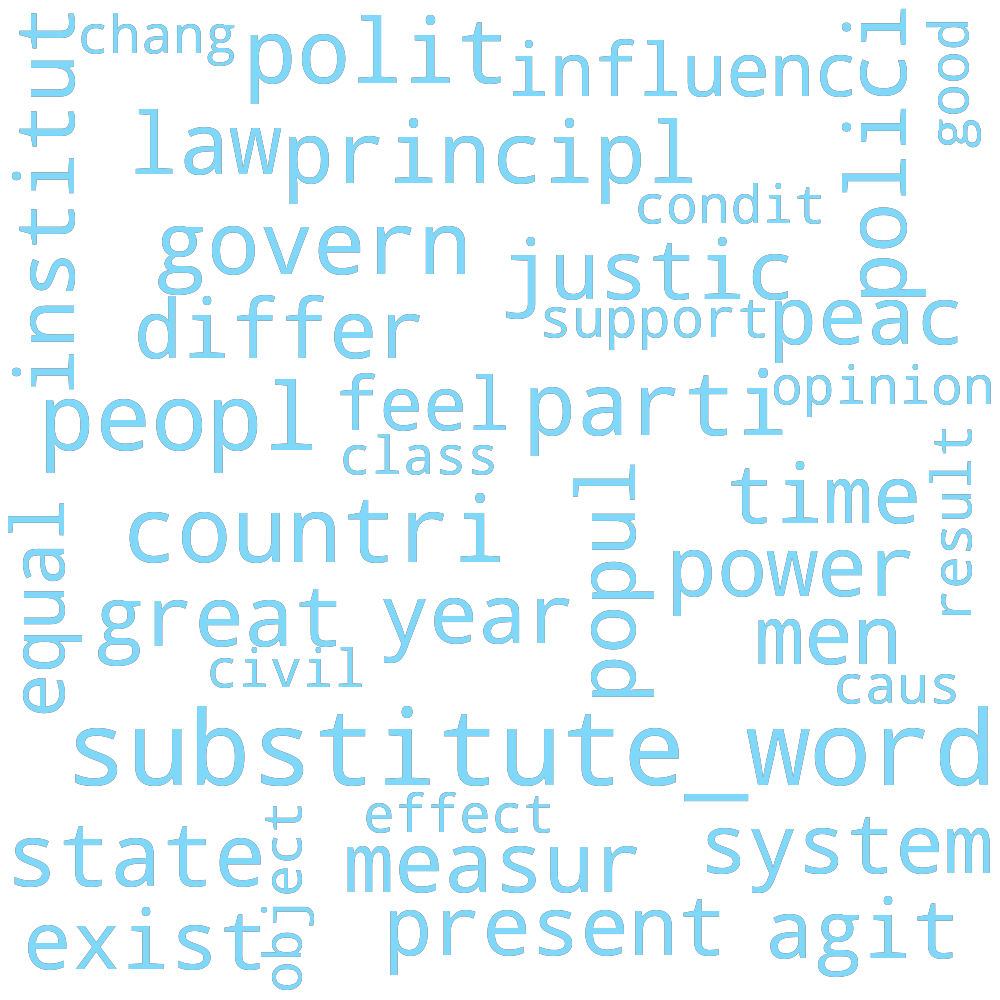 chang
polit
influenc
polici
good
institut
law
principl
condit
govern
justic
differ
support
peac
peopl
feel
parti
opinion
class
time
result
countri
popul
power
equal
great
year
men
civil
caus
substitute_word
effect
state
object
measur
system
exist
present
agit